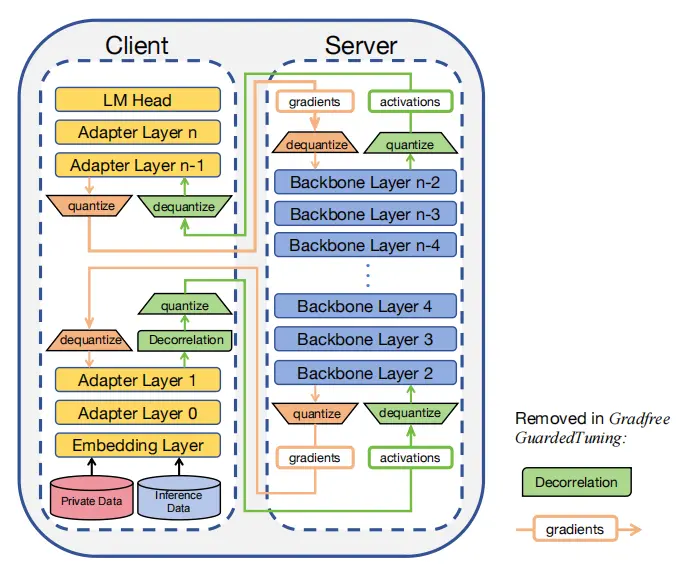 Client
LM Head
Adapter Layer n
Adapter Layer n-1
quantize
dequantize
quantize
dequantize
Decorrelation
Adapter Layer 1
Adapter Layer 0
Embedding Layer
Private Data
Inference
Data
Server
gradients
activations
dequantize
quantize
Backbone Layer n-2
Backbone Layer n-3
Backbone Layer n-4
Backbone Layer 4
Backbone Layer 3
Backbone Layer 2
quantize
dequantize
gradients
activations
Removed in Gradfree
GuardedTuning:
Decorrelation
gradients